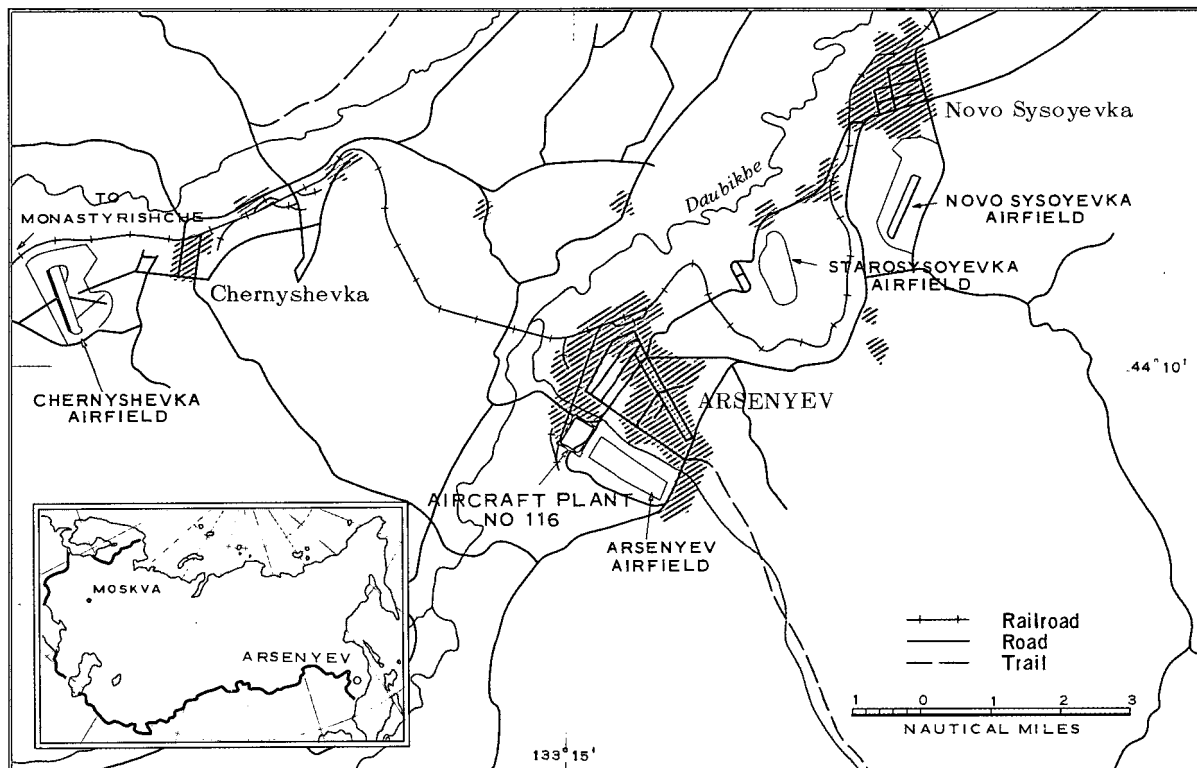 Novo Sysoyevka
Daubikhe
TO
MONASTYRISHCHE
NOVO SYSOYEVKA
AIRFIELD
STAROSYSOYEVKA
AIRFIELD
Chernyshevka
44° 10'
CHERNYSHEVKA
AIRFIELD
ARSENYEV
AIRCRAFT PLANT
NO 116
ARSENYEV
AIRFIELD
MOSKVA
ARSENYEV
Railroad
Road
Trail
1 0 1 2 3
NAUTICAL MILES
133° 15'